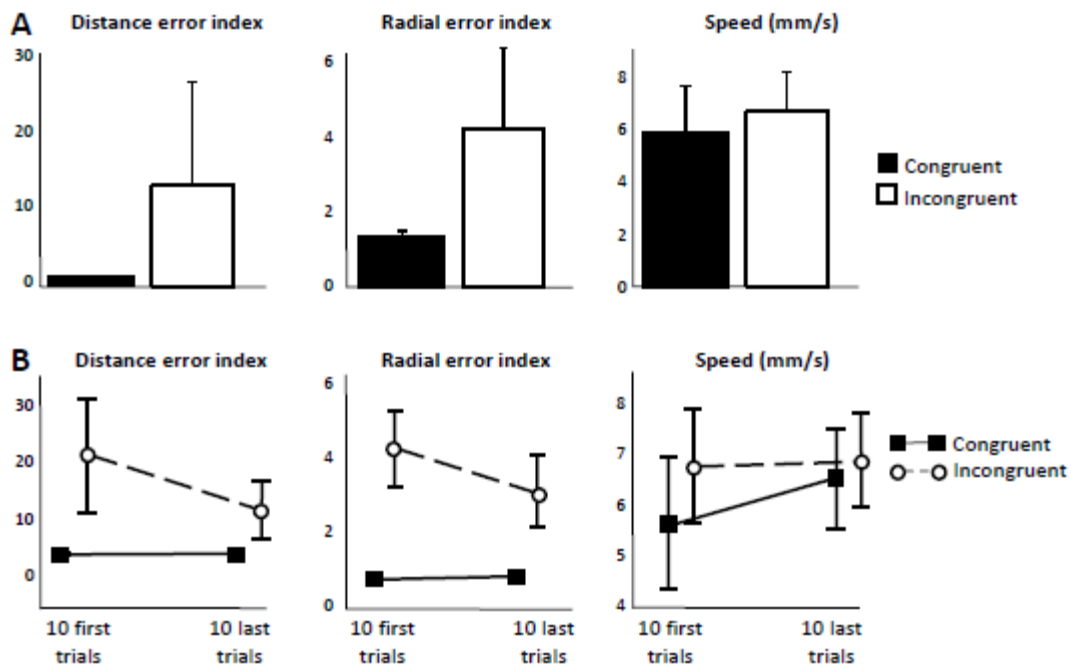 A
Distance error index
Radial error index
Speed (mm/s)
30
20
10
0
6
4
2
0
8
6
4
2
0
Congruent
Incongruent
B
Distance error index
Radial error index
Speed (mm/s)
30
20
10
0
6
4
2
0
8
7
6
5
4
Congruent
Incongruent
10 first
trials
10 last
trials
10 first
trials
10 last
trials
10 first
trials
10 last
trials